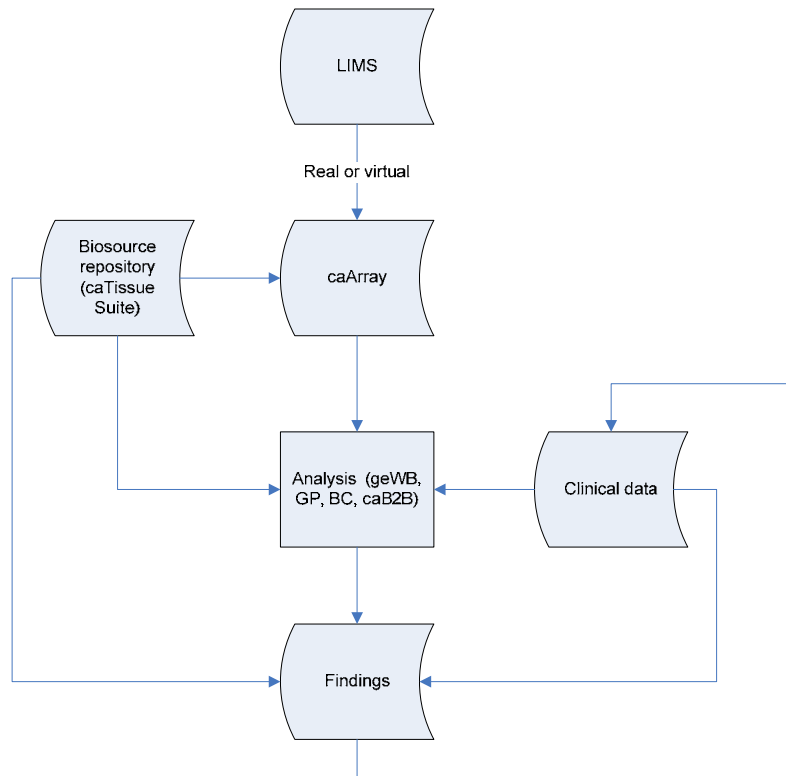 LIMS
Real or virtual
Biosource
repository
(caTissue
Suite)
caArray
Analysis (geWB,
GP, BC, caB2B)
Clinical data
Findings